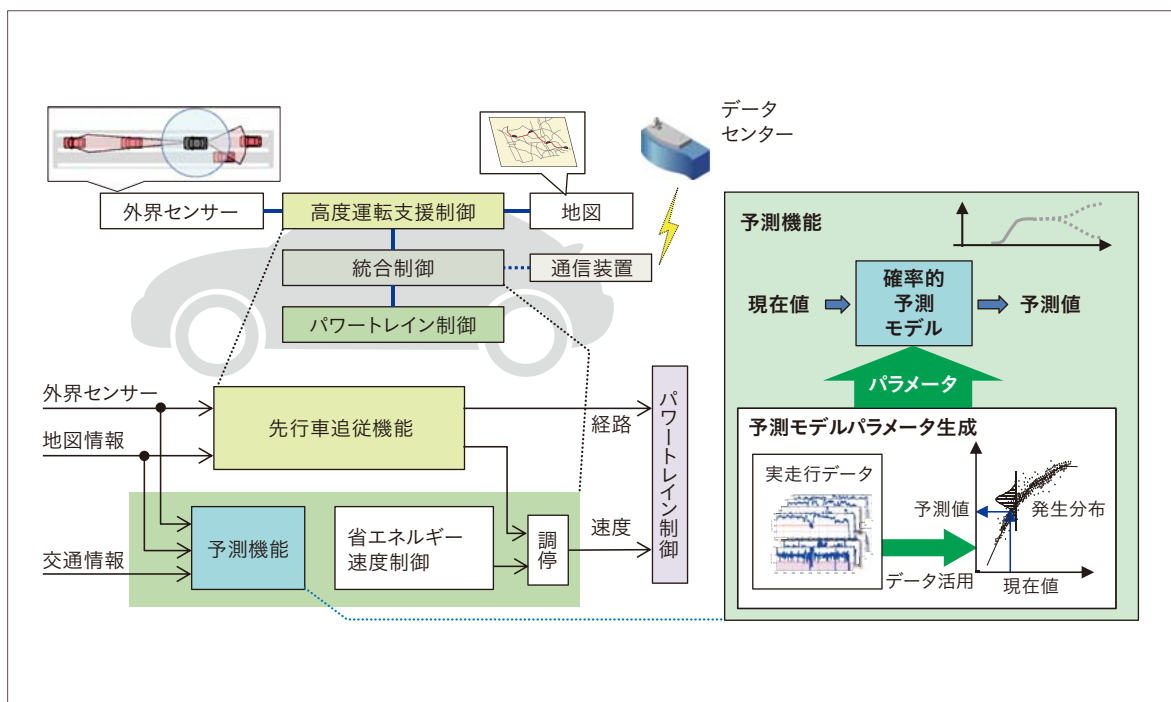 データ
センター
外界センサー
高度運転支援制御
地図
統合制御
通信装置
パワートレイン制御
外界センサー
地図情報
交通情報
先行車追従機能
経路
予測機能
省エネルギー
速度制御
調停
速度
パワートレイン制御
予測機能
現在値
確率的
予測
モデル
予測値
パラメータ
予測モデルパラメータ生成
実走行データ
データ活用
予測値
発生分布
現在値